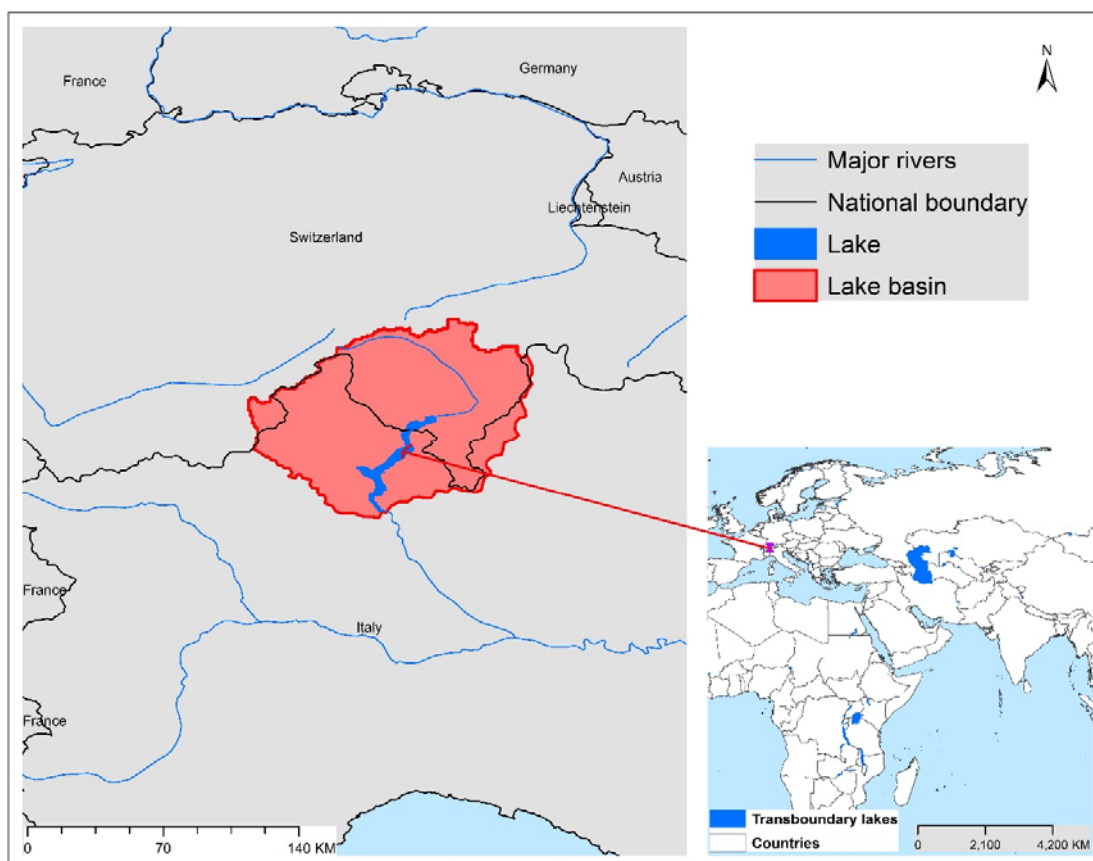 France
Germany
N
Major rivers
National boundary
Lake
Lake basin
Austria
Liechtenstein
Switzerland
France
Italy
France
0 70 140 KM
Transboundary lakes
Countries
0 2,100 4,200 KM